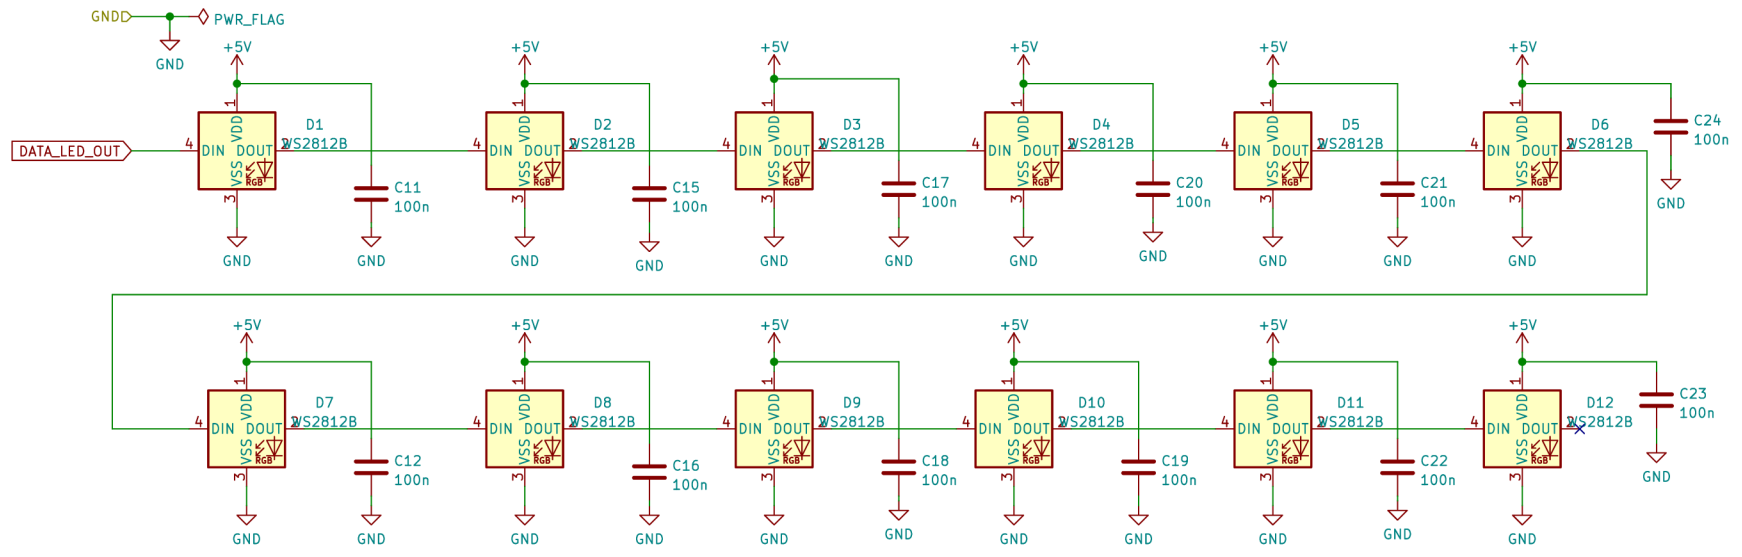 GND
PWR_FLAG
GND
+5V +5V +5V +5V +5V +5V
1 1 1 1 1 1
D1 D2 D3 D4 D5 D6
C24
100n
WS2812B WS2812B WS2812B WS2812B WS2812B WS2812B
DATA_LED_OUT
4 DIN DOUT 2 4 DIN DOUT 2 4 DIN DOUT 2 4 DIN DOUT 2 4 DIN DOUT 2 4 DIN DOUT 2
VDD VDD VDD VDD VDD VDD
VSS VSS VSS VSS VSS VSS
RGB RGB RGB RGB RGB RGB
C11 C15 C17 C20 C21
100n 100n 100n 100n 100n
3 3 3 3 3 3
GND
GND GND GND GND GND GND GND GND GND GND GND
+5V +5V +5V +5V +5V +5V
1 1 1 1 1 1
D7 D8 D9 D10 D11 D12
C23
100n
WS2812B WS2812B WS2812B WS2812B WS2812B WS2812B
4 DIN DOUT 2 4 DIN DOUT 2 4 DIN DOUT 2 4 DIN DOUT 2 4 DIN DOUT 2 4 DIN DOUT 2
VDD VDD VDD VDD VDD VDD
VSS VSS VSS VSS VSS VSS
RGB RGB RGB RGB RGB RGB
C12 C16 C18 C19 C22
100n 100n 100n 100n 100n
3 3 3 3 3 3
GND
GND GND GND GND GND GND GND GND GND GND GND